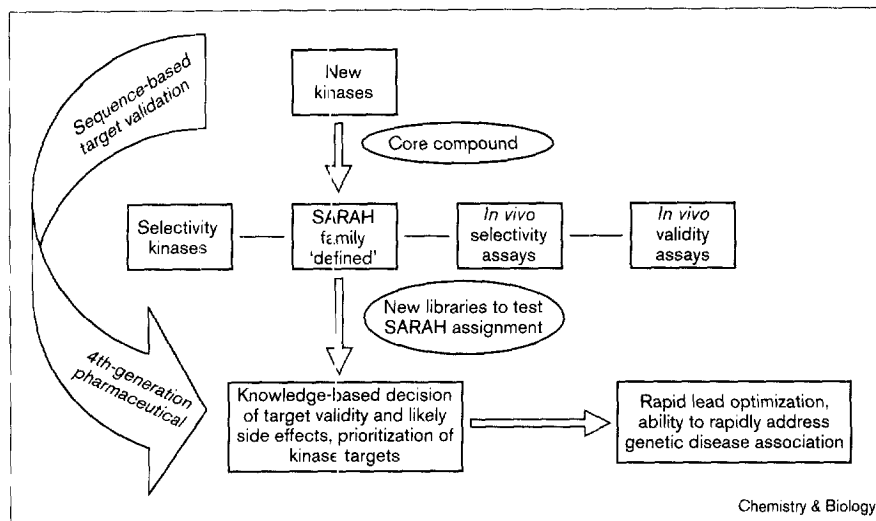 Sequence-based
target validation
New
kinases
Core compound
Selectivity
kinases
SARAH
family
'defined'
In vivo
selectivity
assays
In vivo
validity
assays
New libraries to test
SARAH assignment
4th-generation
pharmaceutical
Knowledge-based decision
of target validity and likely
side effects, prioritization of
kinase targets
Rapid lead optimization,
ability to rapidly address
genetic disease association
Chemistry & Biology